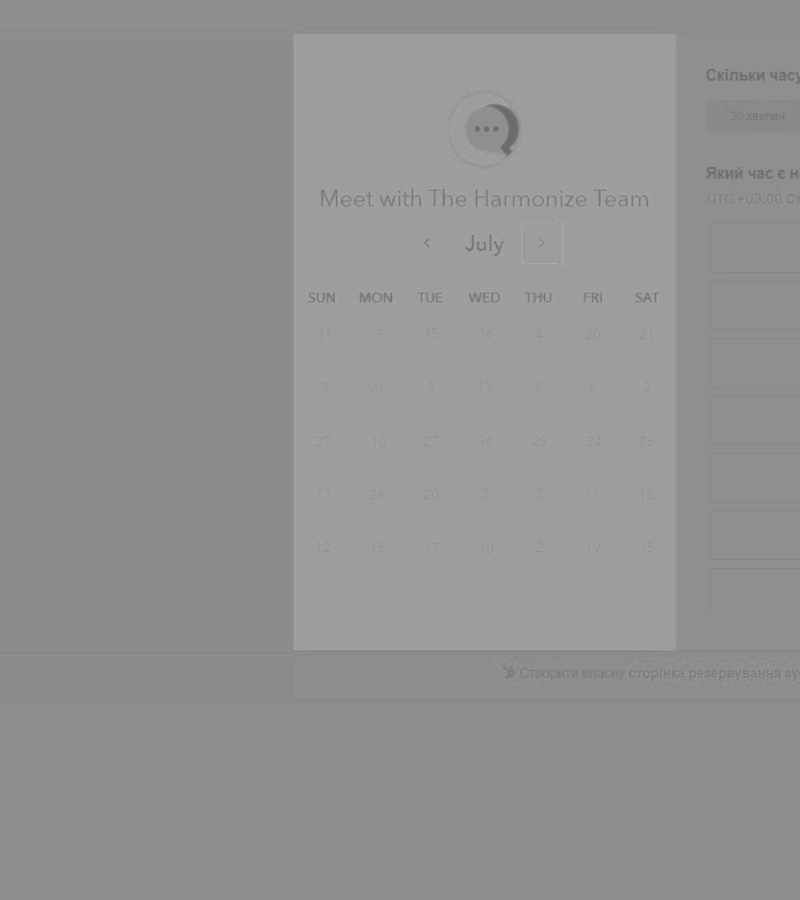 Meet with The Harmonize Team
July
SUN MON TUE WED THU FRI SAT
31 3 15 16 4 20 21
3 21 9 13 8 6 2
27 10 27 16 29 24 26
13 28 20 2 2 11 18
12 15 17 10 2 19 15
Скільки часу
30 хвилин
Який час є н
UTC +03:00 Сх
Створити власну сторінка резервування зу